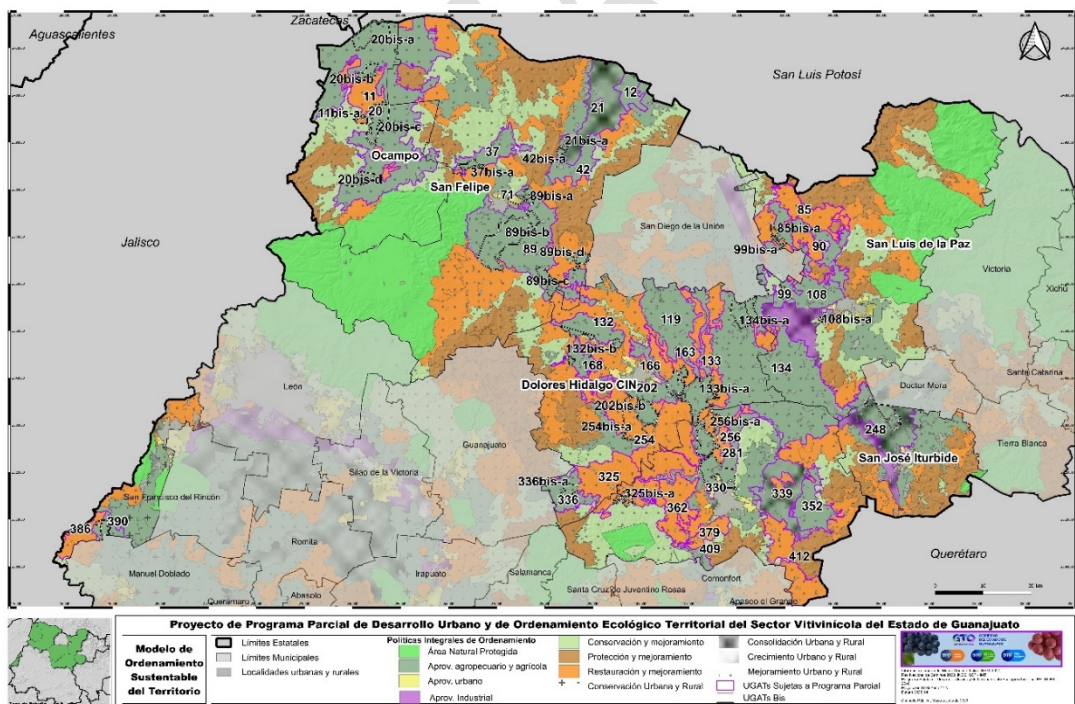 Zacatecas
Aguascalientes
20bis-a
San Luis Potosí
20bis-b
11
12
21
11bis-a
20
20bis-c
21bis-a
37
Ocampo
42bis-a
42
37bis-a
20bis-d
San Felipe
71
89bis-a
85
89bis-b
San Diego de la Unión
85bis-a
Jalisco
89
89bis-d
99bis-a
90
San Luis de la Paz
Victoria
89bis-c
99
108
Xichú
132
119
134bis-a
108bis-a
132bis-b
163
133
168
166
134
Santa Catarina
León
Dolores Hidalgo CIN
202
133bis-a
Doctor Mora
202bis-b
254bis-a
256bis-a
248
Guanajuato
254
256
Tierra Blanca
281
San José Iturbide
Silao de la Victoria
325
336bis-a
330
San Francisco del Rincón
336
325bis-a
339
362
352
386
390
379
Romita
409
412
Querétaro
Manuel Doblado
Irapuato
Salamanca
Comonfort
Cuerámaro
Abasolo
Santa Cruz de Juventino Rosas
Apaseo el Grande
Proyecto de Programa Parcial de Desarrollo Urbano y de Ordenamiento Ecológico Territorial del Sector Vitivinícola del Estado de Guanajuato
Modelo de
Ordenamiento
Sustentable
del Territorio
Límites Estatales
Límites Municipales
Localidades urbanas y rurales
Políticas Integrales de Ordenamiento
Área Natural Protegida
Aprov. agropecuario y agrícola
Aprov. urbano
Aprov. Industrial
Conservación y mejoramiento
Protección y mejoramiento
Restauración y mejoramiento
Conservación Urbana y Rural
Consolidación Urbana y Rural
Crecimiento Urbano y Rural
Mejoramiento Urbano y Rural
UGATs Sujetas a Programa Parcial
UGATs Bis
GTO